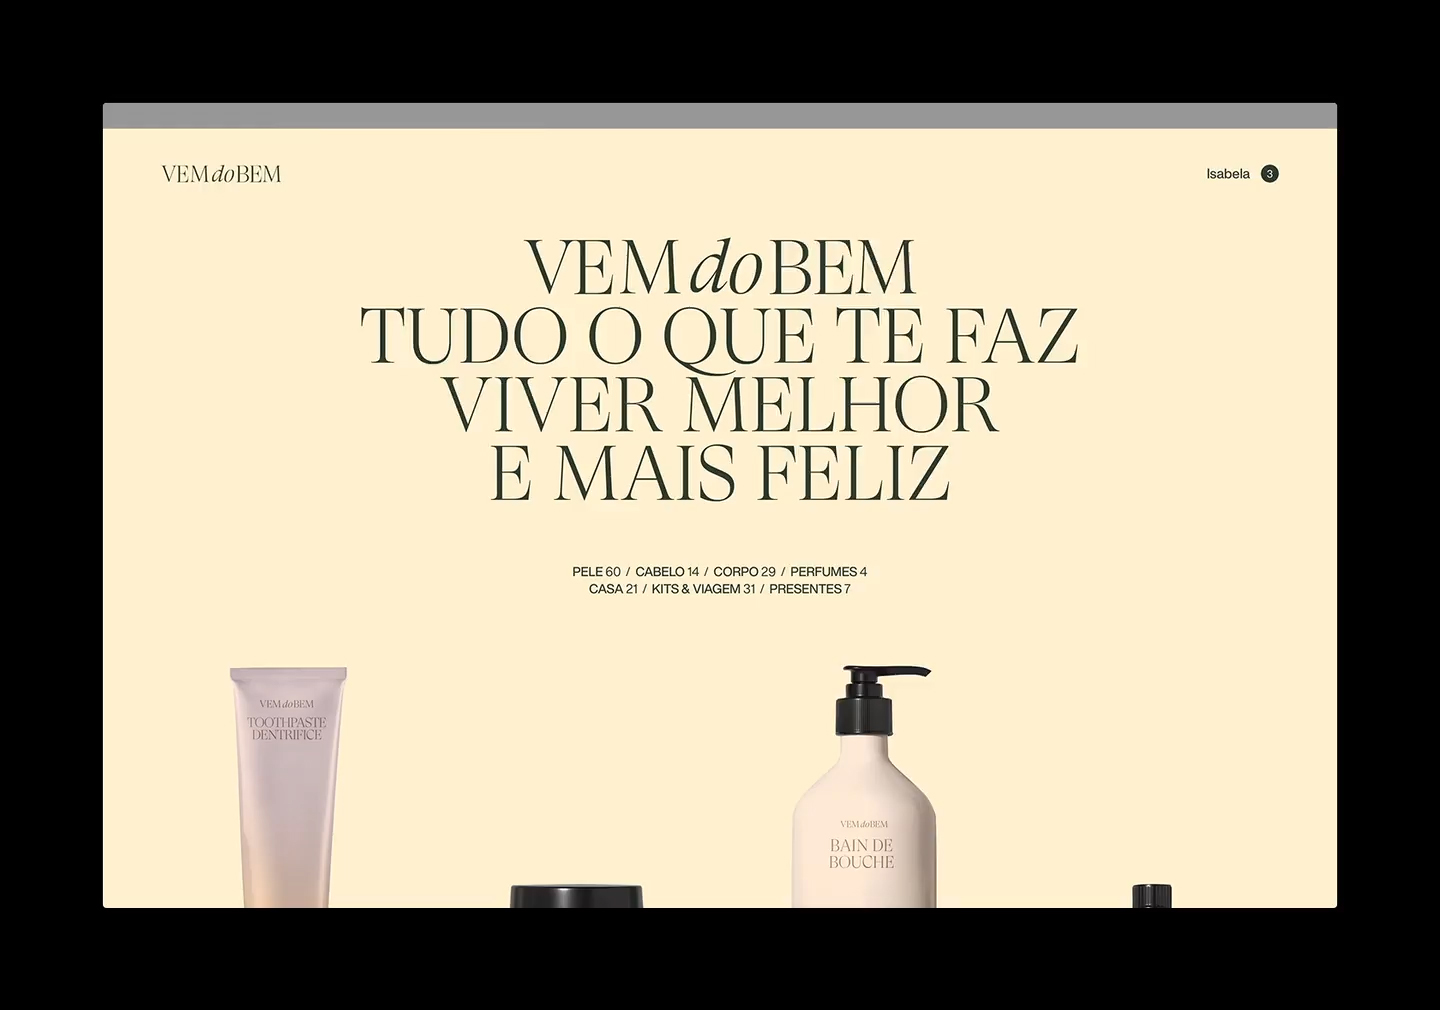 VEMdoBEM
Isabela 3
VEMdoBEM
TUDO O QUE TE FAZ
VIVER MELHOR
E MAIS FELIZ
PELE 60 / CABELO 14 / CORPO 29 / PERFUMES 4
CASA 21 / KITS & VIAGEM 31 / PRESENTES 7
VEMdoBEM
TOOTHPASTE
DENTRIFICE
VEMdoBEM
BAIN DE
BOUCHE